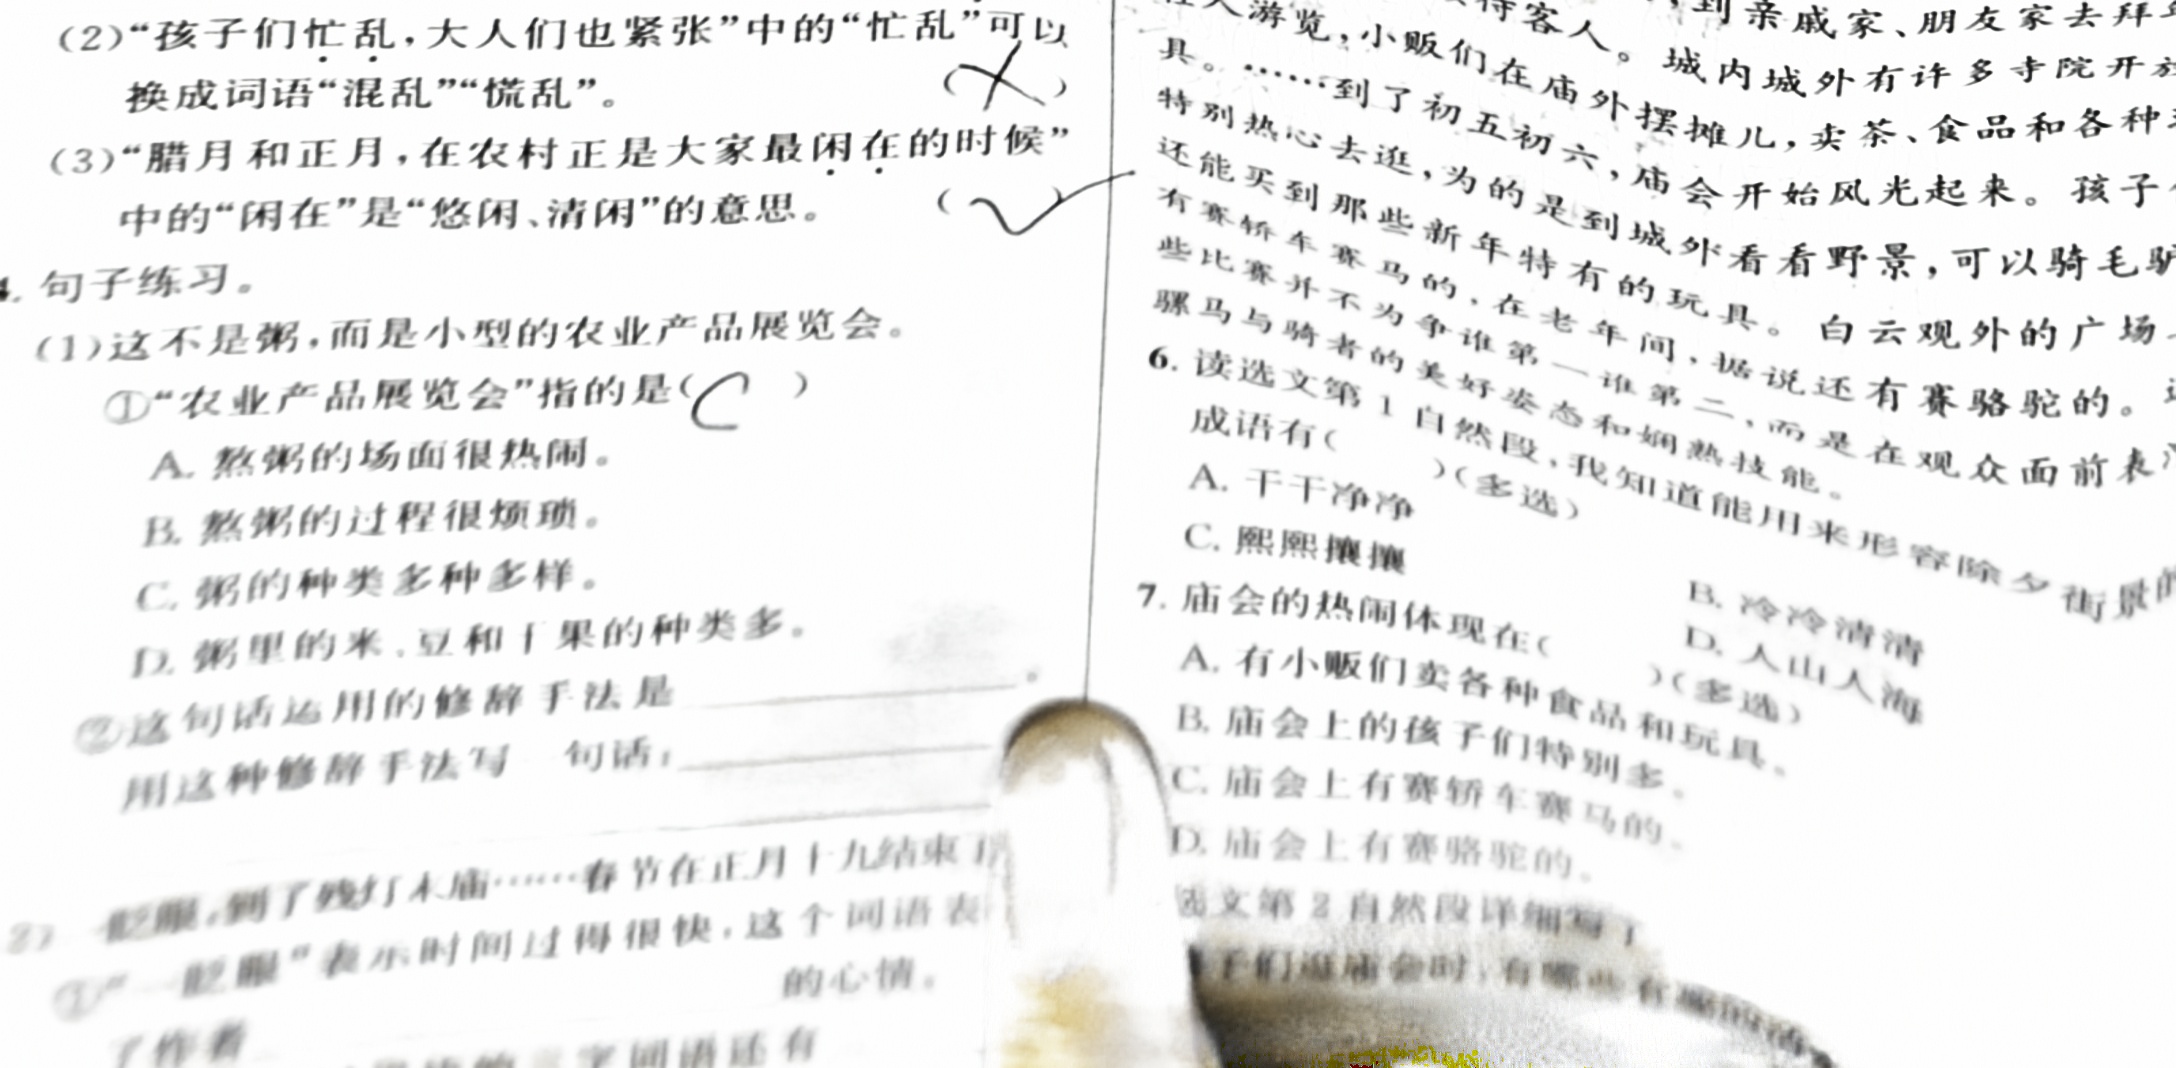 (2)“孩子们忙乱,大人们也紧张”中的“忙乱”可以
换成词语“混乱”“慌乱”。 (×)
(3)“腊月和正月,在农村正是大家最闲在的时候”
中的“闲在”是“悠闲、清闲”的意思。 (✓)
4. 句子练习。
(1)这不是粥,而是小型的农业产品展览会。
①“农业产品展览会”指的是(C)
A. 熬粥的场面很热闹。
B. 熬粥的过程很烦琐。
C. 粥的种类多种多样。
D. 粥里的米、豆和干果的种类多。
②这句话运用的修辞手法是 。
用这种修辞手法写一句话:
(2)一眨眼,到了残灯末庙……春节在正月十九结束了
①“一眨眼”表示时间过得很快,这个词语表
了作者 的心情。
词语还有
待客人。
到亲戚家、朋友家去拜年
人游览,小贩们在庙外摆摊儿,卖茶、食品和各种
城内城外有许多寺院开放
具。……到了初五初六,庙会开始风光起来。孩子
特别热心去逛,为的是到城外看看野景,可以骑毛驴
还能买到那些新年特有的玩具。白云观外的广场
有赛轿车赛马的,在老年间,据说还有赛骆驼的。
些比赛并不为争谁第一谁第二,而是在观众面前表
骡马与骑者的美好姿态和娴熟技能。
6. 读选文第1自然段,我知道能用来形容除夕街景的
成语有( )(多选)
A. 干干净净 B. 冷冷清清
C. 熙熙攘攘 D. 人山人海
7. 庙会的热闹体现在( )(多选)
A. 有小贩们卖各种食品和玩具。
B. 庙会上的孩子们特别多。
C. 庙会上有赛轿车赛马的。
D. 庙会上有赛骆驼的。
选文第2自然段详细写了
子们逛庙会时,有哪些有趣的活